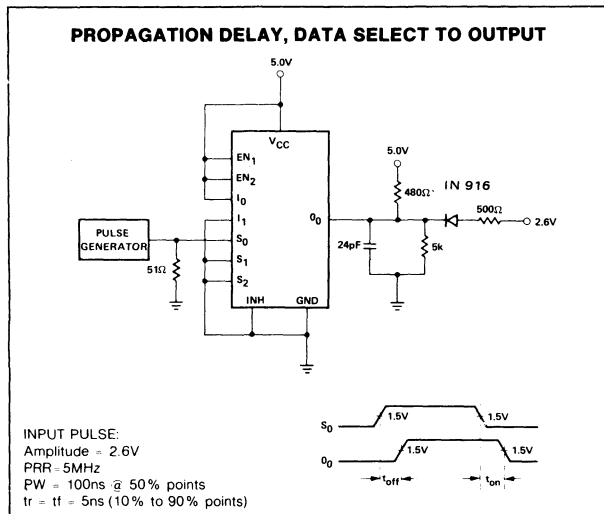 PROPAGATION DELAY, DATA SELECT TO OUTPUT
5.0V
VCC
EN1
EN2
I0
I1
S0
S1
S2
INH
GND
O0
PULSE
GENERATOR
51Ω
5.0V
480Ω
IN 916
500Ω
2.6V
24pF
5k
S0
1.5V
1.5V
O0
1.5V
1.5V
toff
ton
INPUT PULSE:
Amplitude = 2.6V
PRR = 5MHz
PW = 100ns @ 50% points
tr = tf = 5ns (10% to 90% points)